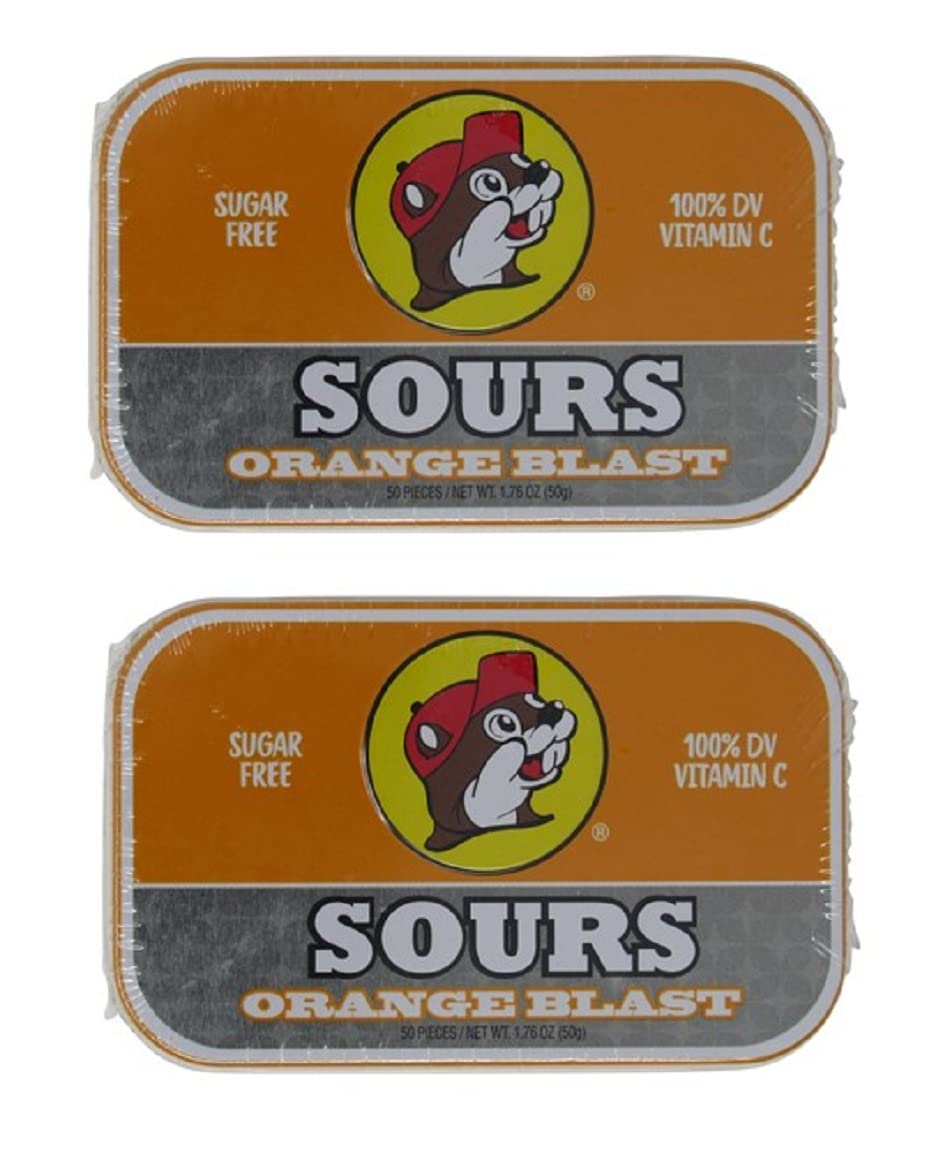 SUGAR
FREE
100% DV
VITAMIN C
®
SOURS
ORANGE BLAST
50 PIECES / NET WT. 1.76 OZ (50g)
SUGAR
FREE
100% DV
VITAMIN C
®
SOURS
ORANGE BLAST
50 PIECES / NET WT. 1.76 OZ (50g)